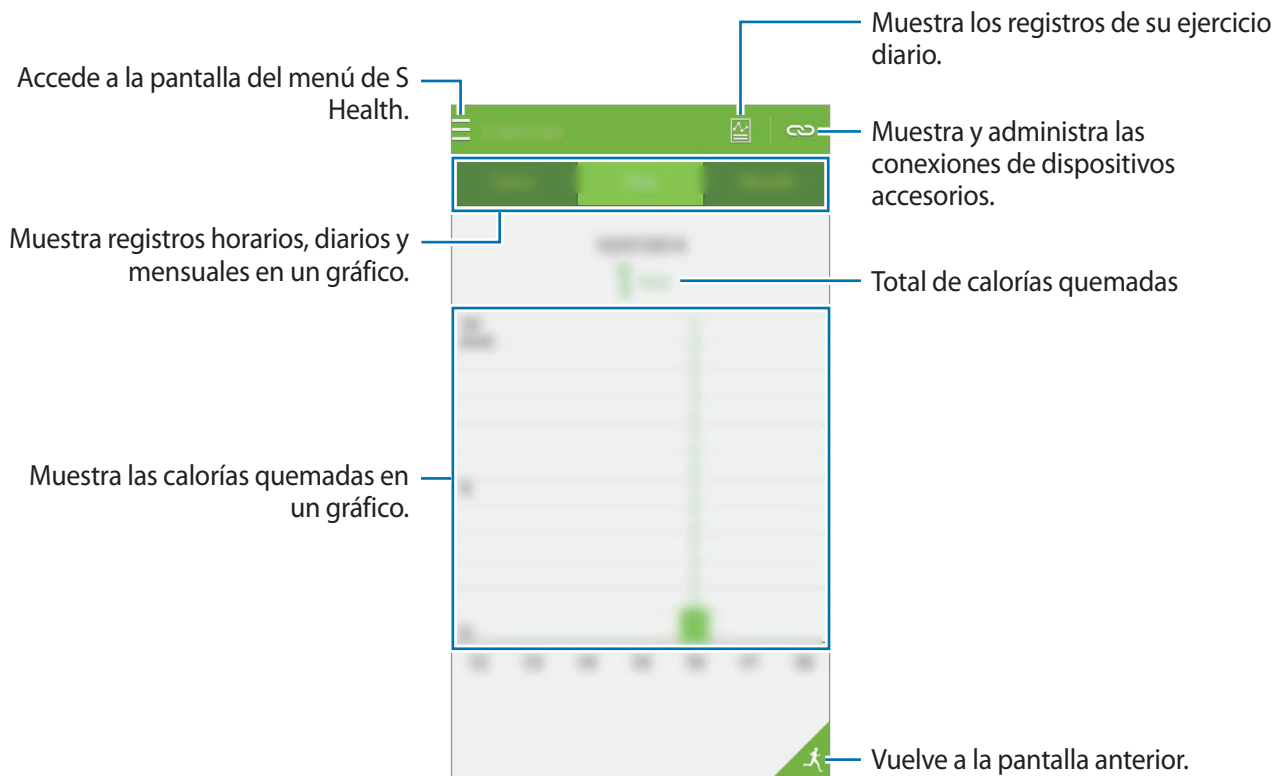 Muestra los registros de su ejercicio
diario.
Accede a la pantalla del menú de S
Health.
Muestra y administra las
conexiones de dispositivos
accesorios.
Muestra registros horarios, diarios y
mensuales en un gráfico.
Total de calorías quemadas
Muestra las calorías quemadas en
un gráfico.
Vuelve a la pantalla anterior.